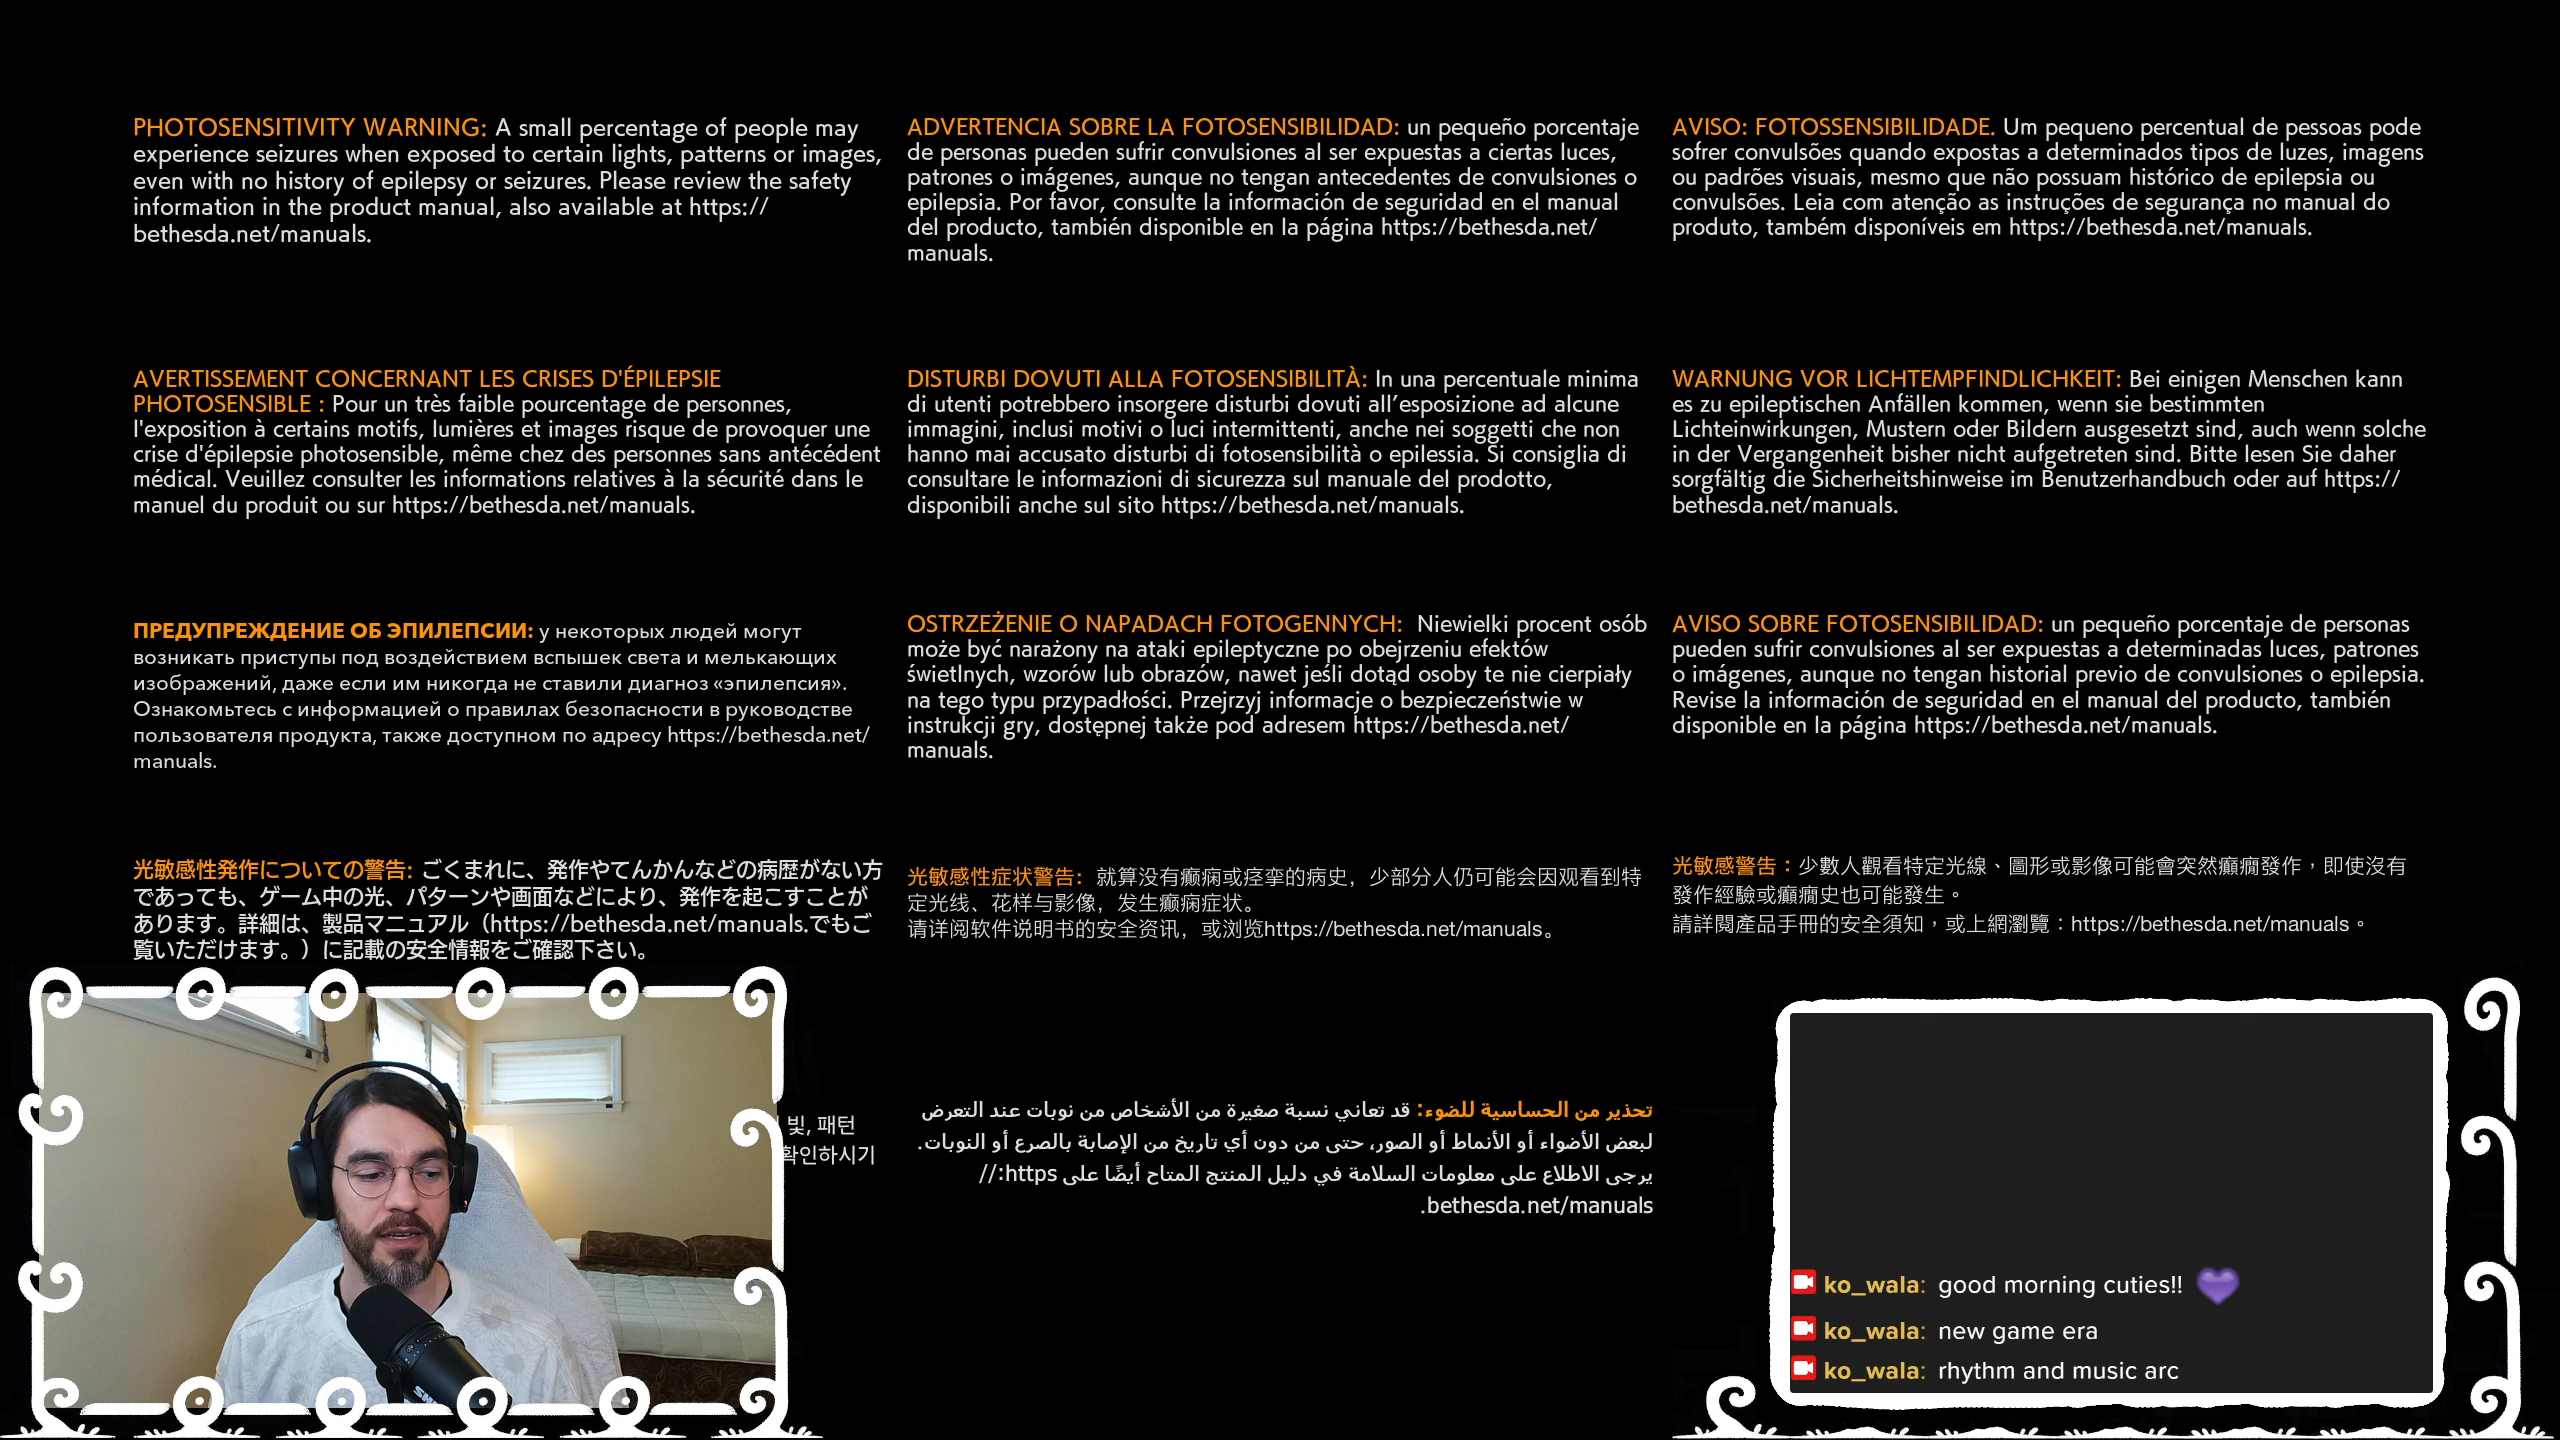 PHOTOSENSITIVITY WARNING: A small percentage of people may
experience seizures when exposed to certain lights, patterns or images,
even with no history of epilepsy or seizures. Please review the safety
information in the product manual, also available at https://
bethesda.net/manuals.
ADVERTENCIA SOBRE LA FOTOSENSIBILIDAD: un pequeño porcentaje
de personas pueden sufrir convulsiones al ser expuestas a ciertas luces,
patrones o imágenes, aunque no tengan antecedentes de convulsiones o
epilepsia. Por favor, consulte la información de seguridad en el manual
del producto, también disponible en la página https://bethesda.net/
manuals.
AVISO: FOTOSSENSIBILIDADE. Um pequeno percentual de pessoas pode
sofrer convulsões quando expostas a determinados tipos de luzes, imagens
ou padrões visuais, mesmo que não possuam histórico de epilepsia ou
convulsões. Leia com atenção as instruções de segurança no manual do
produto, também disponíveis em https://bethesda.net/manuals.
AVERTISSEMENT CONCERNANT LES CRISES D'ÉPILEPSIE
PHOTOSENSIBLE : Pour un très faible pourcentage de personnes,
l'exposition à certains motifs, lumières et images risque de provoquer une
crise d'épilepsie photosensible, même chez des personnes sans antécédent
médical. Veuillez consulter les informations relatives à la sécurité dans le
manuel du produit ou sur https://bethesda.net/manuals.
DISTURBI DOVUTI ALLA FOTOSENSIBILITÀ: In una percentuale minima
di utenti potrebbero insorgere disturbi dovuti all’esposizione ad alcune
immagini, inclusi motivi o luci intermittenti, anche nei soggetti che non
hanno mai accusato disturbi di fotosensibilità o epilessia. Si consiglia di
consultare le informazioni di sicurezza sul manuale del prodotto,
disponibili anche sul sito https://bethesda.net/manuals.
WARNUNG VOR LICHTEMPFINDLICHKEIT: Bei einigen Menschen kann
es zu epileptischen Anfällen kommen, wenn sie bestimmten
Lichteinwirkungen, Mustern oder Bildern ausgesetzt sind, auch wenn solche
in der Vergangenheit bisher nicht aufgetreten sind. Bitte lesen Sie daher
sorgfältig die Sicherheitshinweise im Benutzerhandbuch oder auf https://
bethesda.net/manuals.
ПРЕДУПРЕЖДЕНИЕ ОБ ЭПИЛЕПСИИ: у некоторых людей могут
возникать приступы под воздействием вспышек света и мелькающих
изображений, даже если им никогда не ставили диагноз «эпилепсия».
Ознакомьтесь с информацией о правилах безопасности в руководстве
пользователя продукта, также доступном по адресу https://bethesda.net/
manuals.
OSTRZEŻENIE O NAPADACH FOTOGENNYCH: Niewielki procent osób
może być narażony na ataki epileptyczne po obejrzeniu efektów
świetlnych, wzorów lub obrazów, nawet jeśli dotąd osoby te nie cierpiały
na tego typu przypadłości. Przejrzyj informacje o bezpieczeństwie w
instrukcji gry, dostępnej także pod adresem https://bethesda.net/
manuals.
AVISO SOBRE FOTOSENSIBILIDAD: un pequeño porcentaje de personas
pueden sufrir convulsiones al ser expuestas a determinadas luces, patrones
o imágenes, aunque no tengan historial previo de convulsiones o epilepsia.
Revise la información de seguridad en el manual del producto, también
disponible en la página https://bethesda.net/manuals.
光敏感性発作についての警告: ごくまれに、発作やてんかんなどの病歴がない方
であっても、ゲーム中の光、パターンや画面などにより、発作を起こすことが
あります。詳細は、製品マニュアル（https://bethesda.net/manuals.でもご
覧いただけます。）に記載の安全情報をご確認下さい。
光敏感性症状警告：就算没有癫痫或痉挛的病史，少部分人仍可能会因观看到特
定光线、花样与影像，发生癫痫症状。
请详阅软件说明书的安全资讯，或浏览https://bethesda.net/manuals。
光敏感警告：少數人觀看特定光線、圖形或影像可能會突然癲癇發作，即使沒有
發作經驗或癲癇史也可能發生。
請詳閱產品手冊的安全須知，或上網瀏覽：https://bethesda.net/manuals。
빛, 패턴
확인하시기
تحذير من الحساسية للضوء: قد تعاني نسبة صغيرة من الأشخاص من نوبات عند التعرض
لبعض الأضواء أو الأنماط أو الصور، حتى من دون أي تاريخ من الإصابة بالصرع أو النوبات.
يرجى الاطلاع على معلومات السلامة في دليل المنتج المتاح أيضًا على https://
bethesda.net/manuals.
ko_wala: good morning cuties!!
ko_wala: new game era
ko_wala: rhythm and music arc